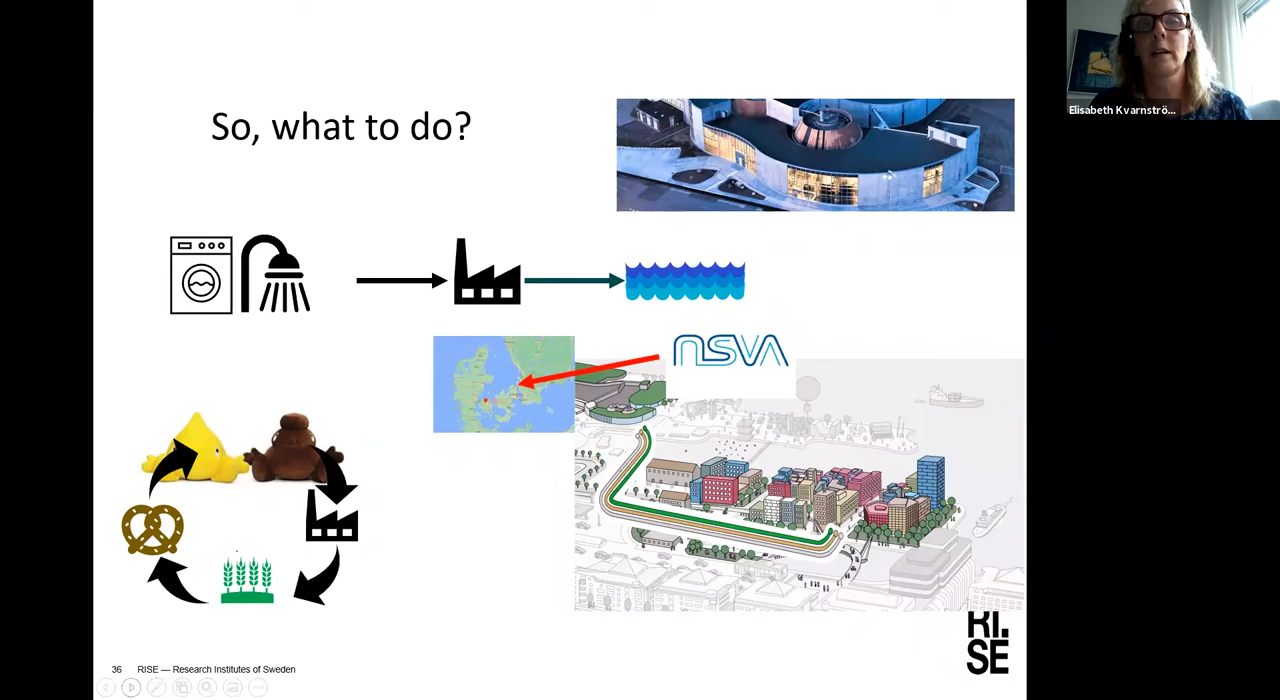 So, what to do?
Elisabeth Kvarnströ...
NSVA
36 RISE — Research Institutes of Sweden
RI.
SE